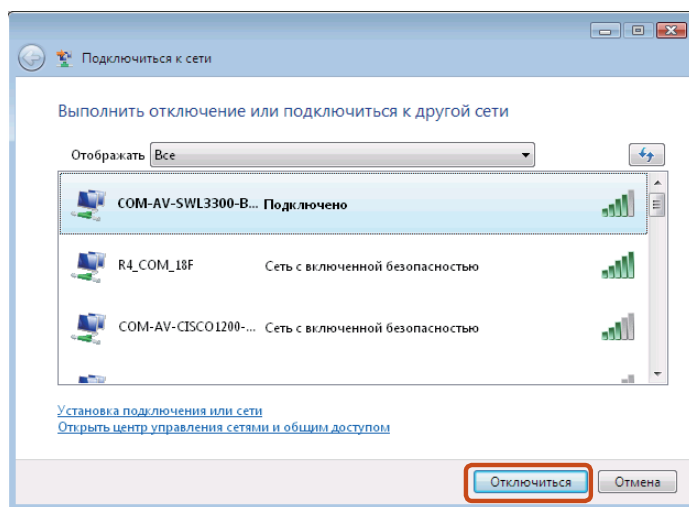 Подключиться к сети
Выполнить отключение или подключиться к другой сети
Отображать Все
COM-AV-SWL3300-B... Подключено
R4_COM_18F Сеть с включенной безопасностью
COM-AV-CISCO1200-... Сеть с включенной безопасностью
Установка подключения или сети
Открыть центр управления сетями и общим доступом
Отключиться Отмена